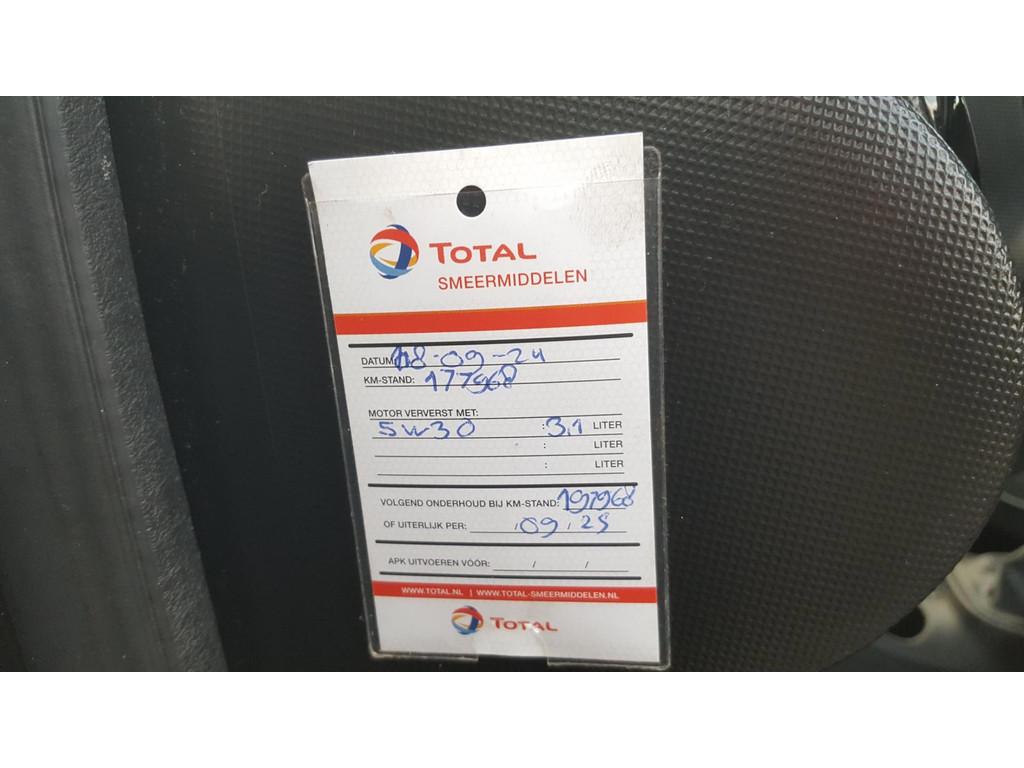 TOTAL
SMEERMIDDELEN
DATUM: 18-09-24
KM-STAND: 177968
MOTOR VERVERST MET:
5W30 : 3,1 LITER
: LITER
: LITER
VOLGEND ONDERHOUD BIJ KM-STAND: 197968
OF UITERLIJK PER: / 09 / 25
APK UITVOEREN VÓÓR: / /
WWW.TOTAL.NL | WWW.TOTAL-SMEERMIDDELEN.NL
TOTAL